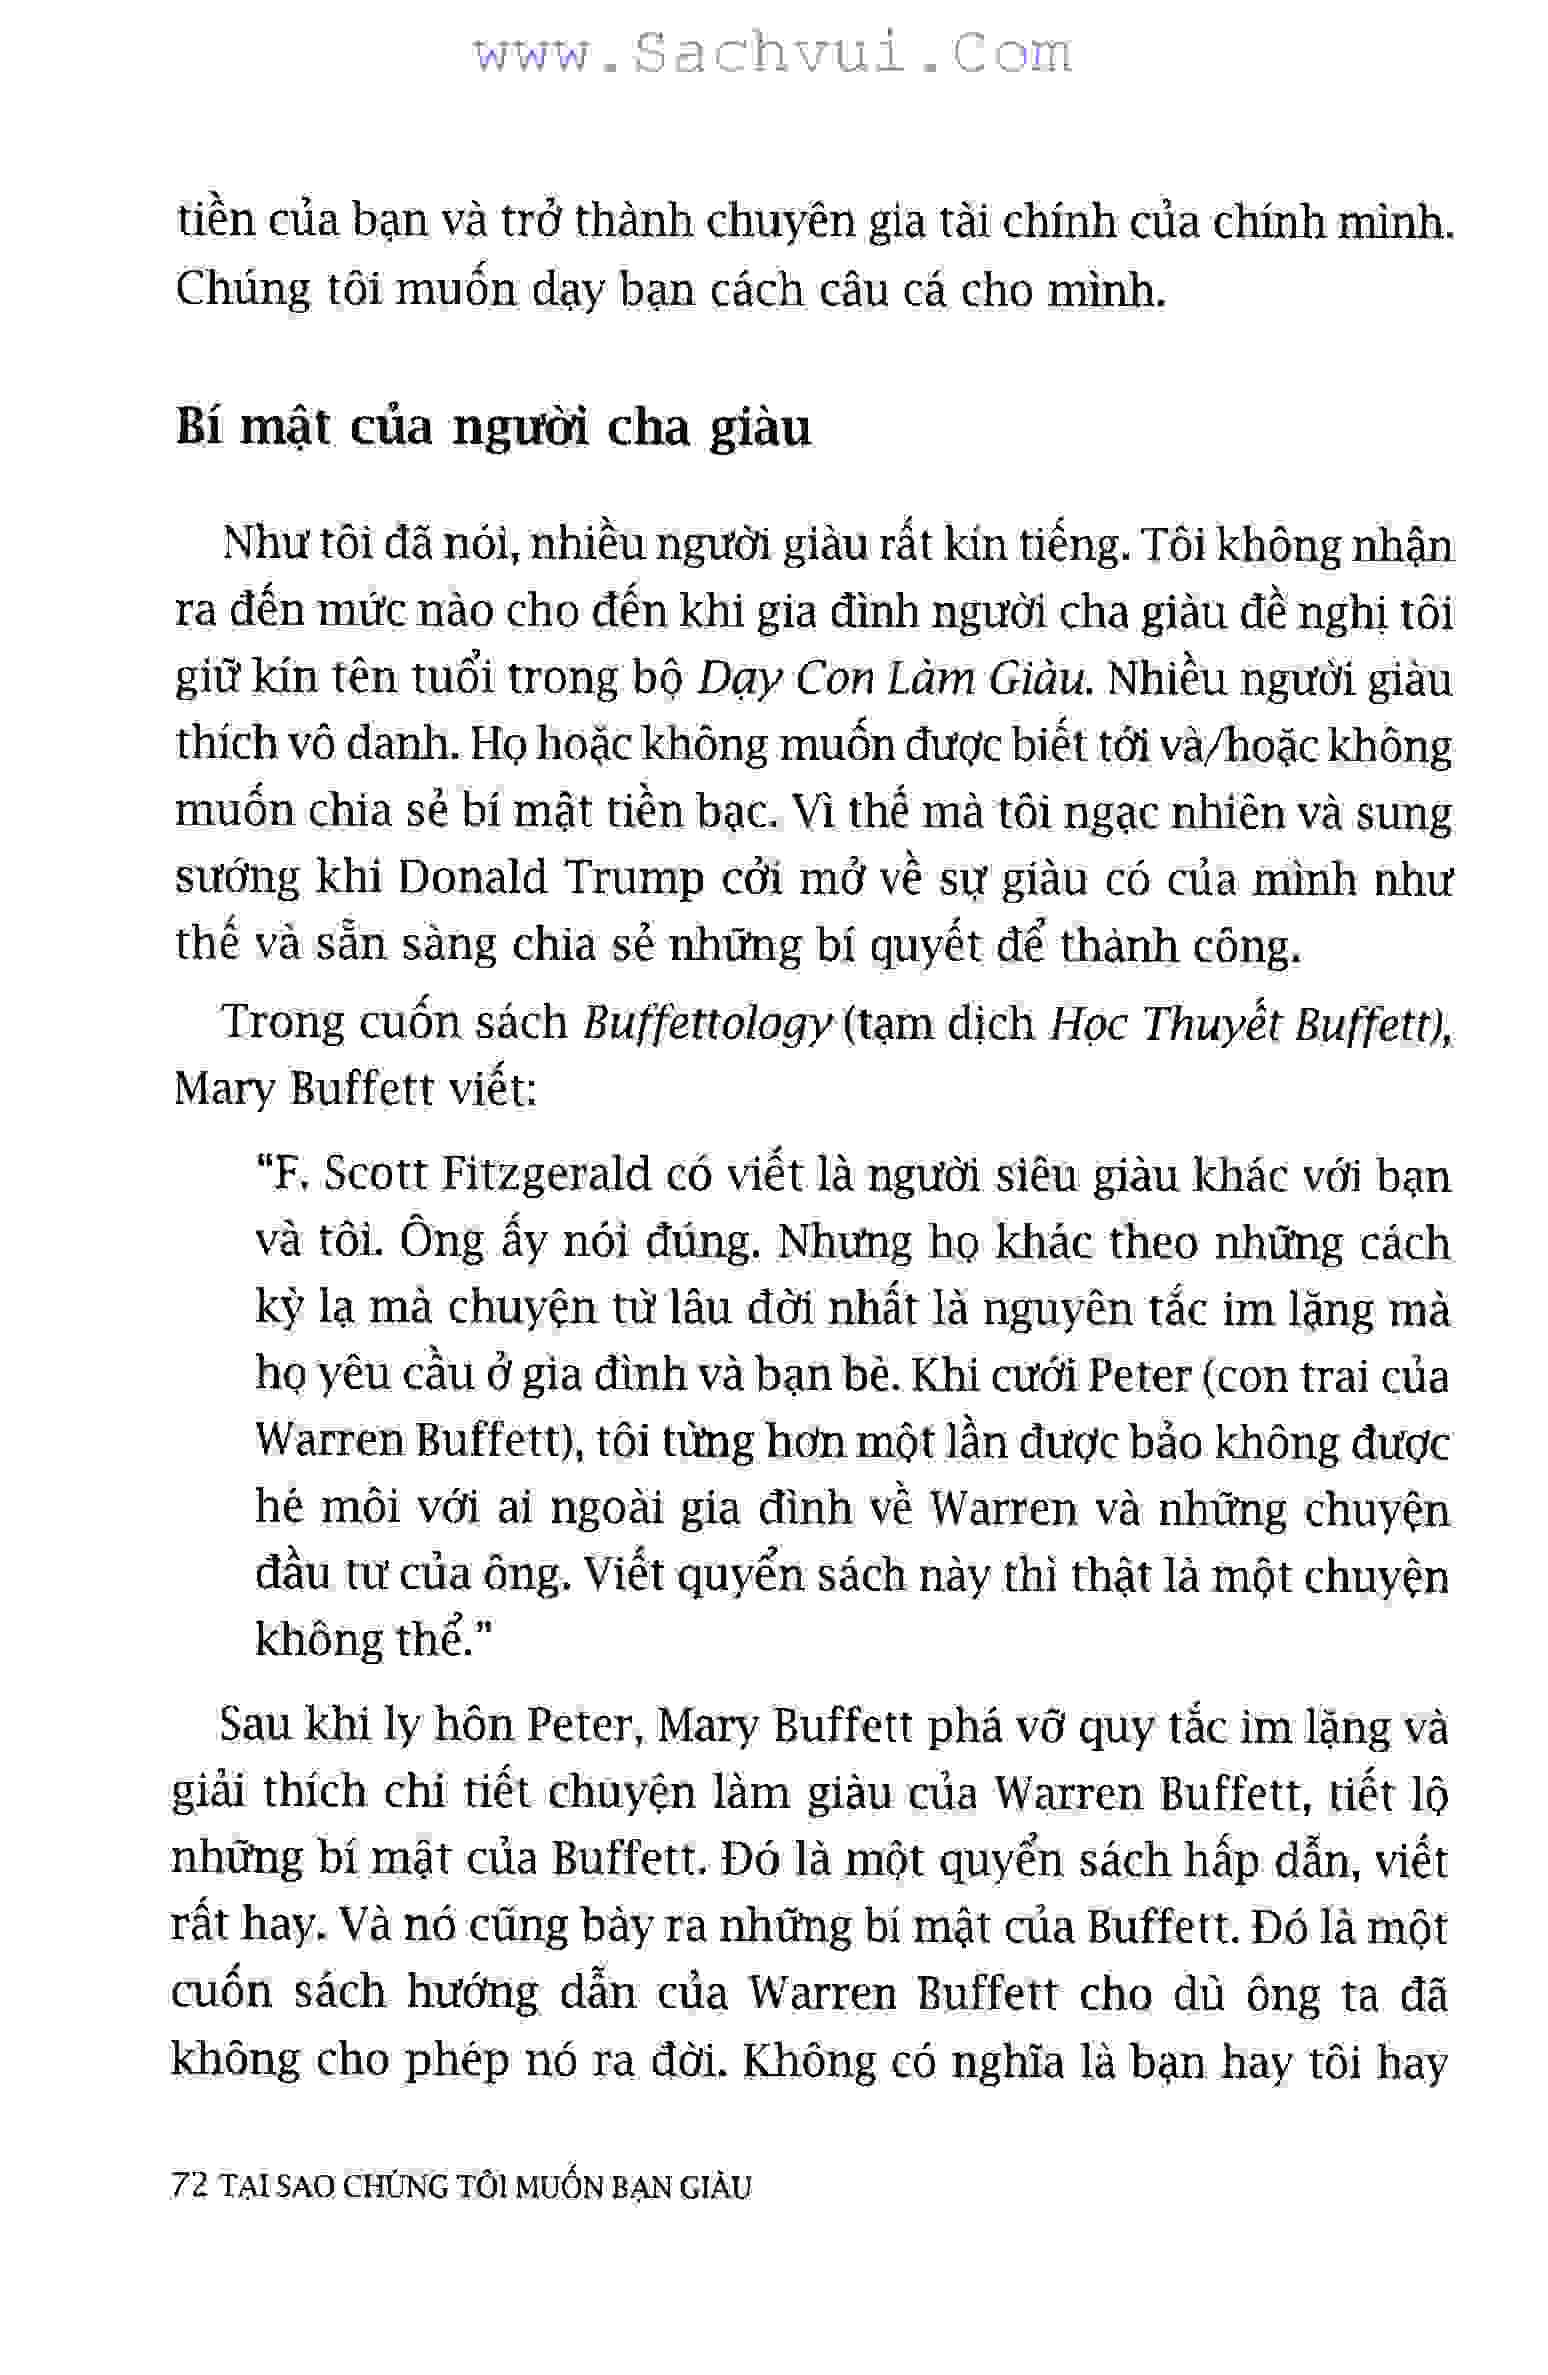 www.Sachvui.Com
tiền của bạn và trở thành chuyên gia tài chính của chính mình.
Chúng tôi muốn dạy bạn cách câu cá cho mình.
Bí mật của người cha giàu
Như tôi đã nói, nhiều người giàu rất kín tiếng. Tôi không nhận
ra đến mức nào cho đến khi gia đình người cha giàu đề nghị tôi
giữ kín tên tuổi trong bộ Dạy Con Làm Giàu. Nhiều người giàu
thích vô danh. Họ hoặc không muốn được biết tới và/hoặc không
muốn chia sẻ bí mật tiền bạc. Vì thế mà tôi ngạc nhiên và sung
sướng khi Donald Trump cởi mở về sự giàu có của mình như
thế và sẵn sàng chia sẻ những bí quyết để thành công.
Trong cuốn sách Buffettology (tạm dịch Học Thuyết Buffett),
Mary Buffett viết:
“F. Scott Fitzgerald có viết là người siêu giàu khác với bạn
và tôi. Ông ấy nói đúng. Nhưng họ khác theo những cách
kỳ lạ mà chuyện từ lâu đời nhất là nguyên tắc im lặng mà
họ yêu cầu ở gia đình và bạn bè. Khi cưới Peter (con trai của
Warren Buffett), tôi từng hơn một lần được bảo không được
hé môi với ai ngoài gia đình về Warren và những chuyện
đầu tư của ông. Viết quyển sách này thì thật là một chuyện
không thể.”
Sau khi ly hôn Peter, Mary Buffett phá vỡ quy tắc im lặng và
giải thích chi tiết chuyện làm giàu của Warren Buffett, tiết lộ
những bí mật của Buffett. Đó là một quyển sách hấp dẫn, viết
rất hay. Và nó cũng bày ra những bí mật của Buffett. Đó là một
cuốn sách hướng dẫn của Warren Buffett cho dù ông ta đã
không cho phép nó ra đời. Không có nghĩa là bạn hay tôi hay
72 TẠI SAO CHÚNG TÔI MUỐN BẠN GIÀU